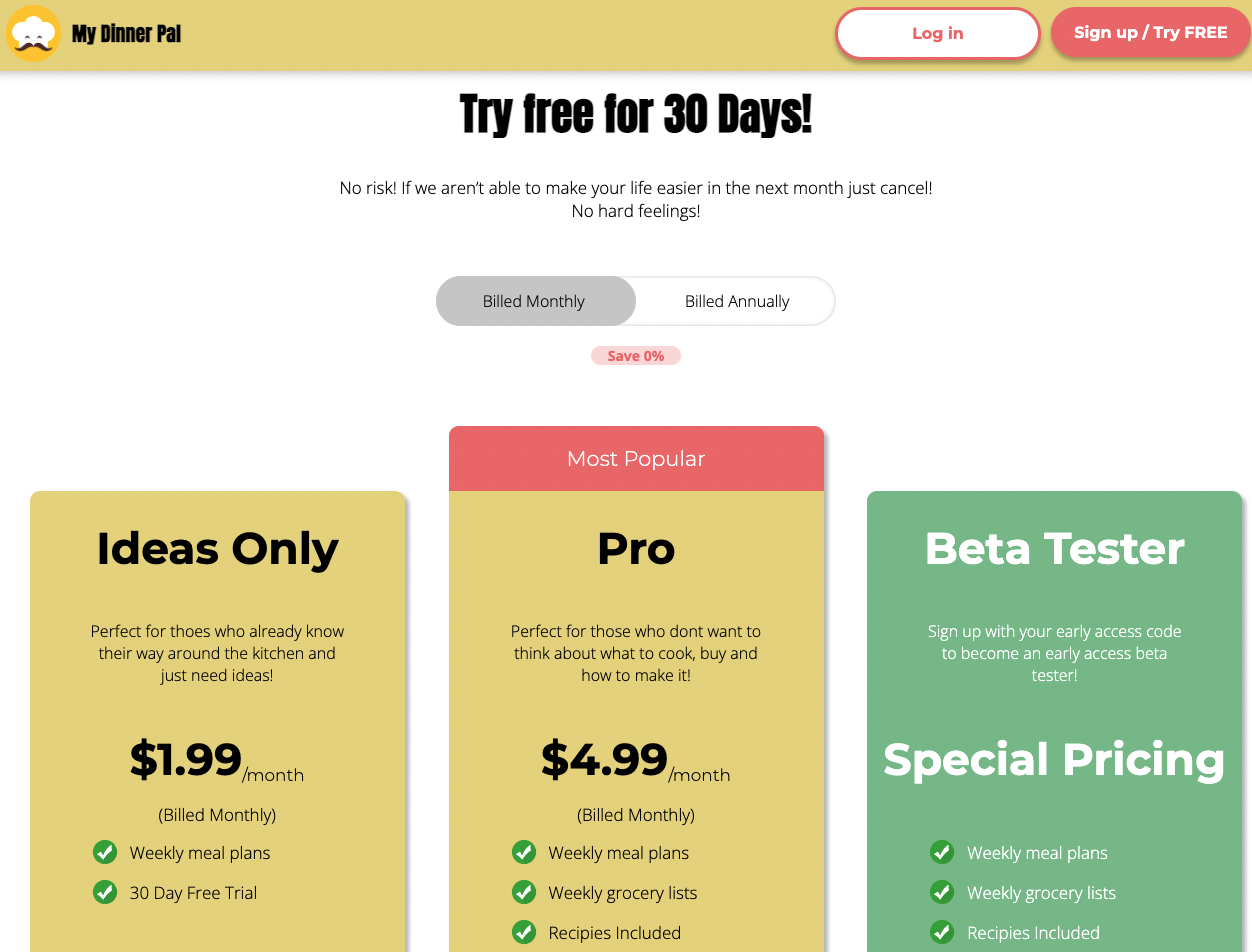 My Dinner Pal
Log in
Sign up / Try FREE
Try free for 30 Days!
No risk! If we aren't able to make your life easier in the next month just cancel!
No hard feelings!
Billed Monthly
Billed Annually
Save 0%
Ideas Only
Perfect for thoes who already know
their way around the kitchen and
just need ideas!
$1.99/month
(Billed Monthly)
Weekly meal plans
30 Day Free Trial
Most Popular
Pro
Perfect for those who dont want to
think about what to cook, buy and
how to make it!
$4.99/month
(Billed Monthly)
Weekly meal plans
Weekly grocery lists
Recipies Included
Beta Tester
Sign up with your early access code
to become an early access beta
tester!
Special Pricing
Weekly meal plans
Weekly grocery lists
Recipies Included